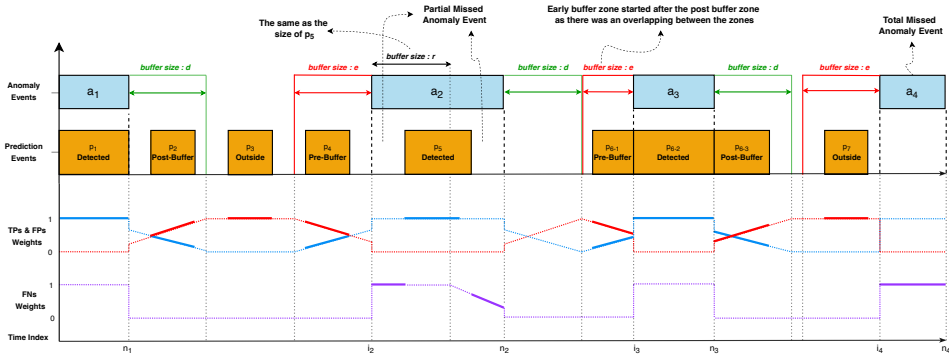 The same as the
size of p5
Partial Missed
Anomaly Event
Early buffer zone started after the post buffer zone
as there was an overlapping between the zones
Total Missed
Anomaly Event
buffer size : r
buffer size : d
buffer size : e
buffer size : d
buffer size : e
buffer size : d
buffer size : e
Anomaly
Events
a1
a2
a3
a4
Prediction
Events
p1
Detected
p2
Post-Buffer
p3
Outside
p4
Pre-Buffer
p5
Detected
p6-1
Pre-Buffer
p6-2
Detected
p6-3
Post-Buffer
p7
Outside
TPs & FPs
Weights
1
0
FNs
Weights
1
0
Time Index
n1
i2
n2
i3
n3
i4
n4